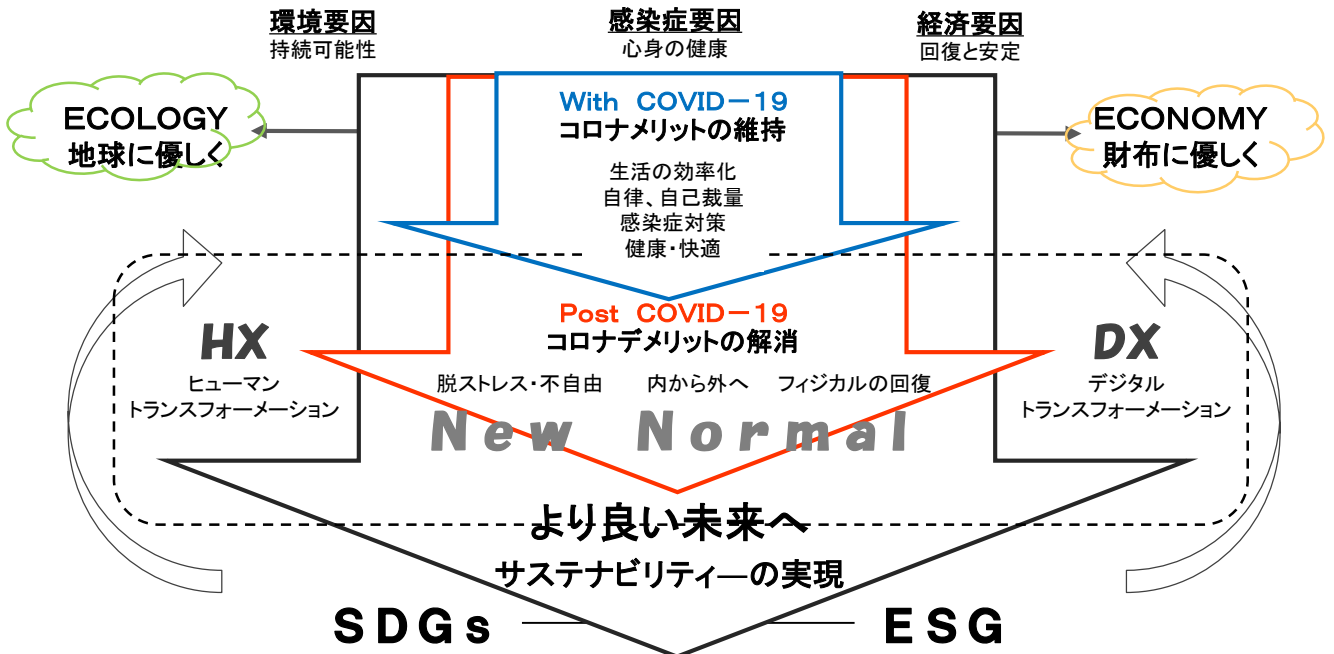 環境要因
持続可能性
感染症要因
心身の健康
経済要因
回復と安定
ECOLOGY
地球に優しく
With COVID－19
コロナメリットの維持
ECONOMY
財布に優しく
生活の効率化
自律、自己裁量
感染症対策
健康・快適
Post COVID－19
コロナデメリットの解消
HX
ヒューマン
トランスフォーメーション
脱ストレス・不自由 内から外へ フィジカルの回復
DX
デジタル
トランスフォーメーション
New Normal
より良い未来へ
サステナビリティ―の実現
SDGs
ESG